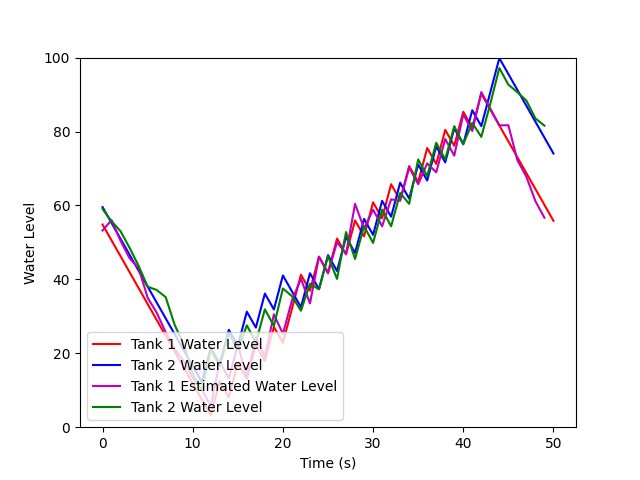 100
80
60
40
20
0
Water Level
Tank 1 Water Level
Tank 2 Water Level
Tank 1 Estimated Water Level
Tank 2 Water Level
0 10 20 30 40 50
Time (s)